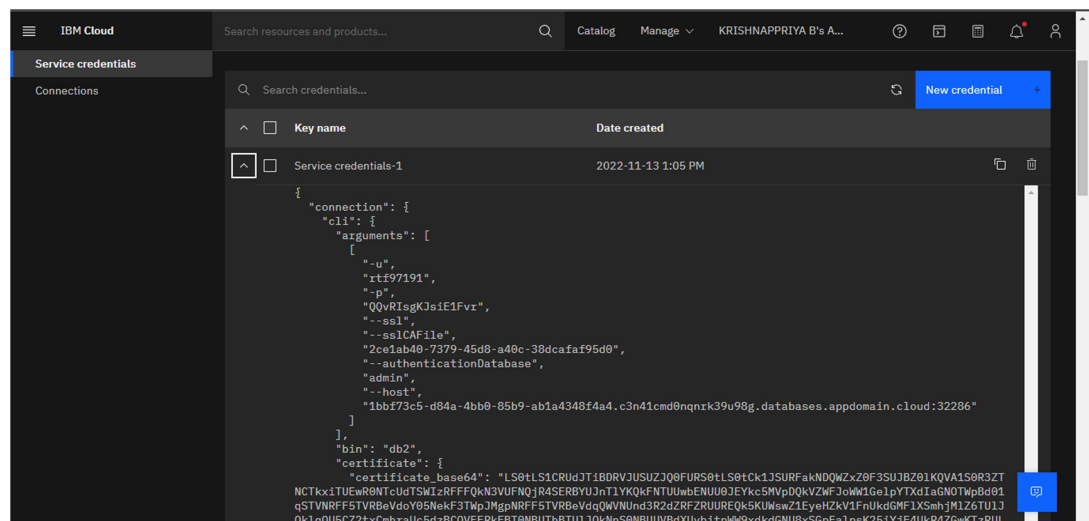 IBM Cloud
Search resources and products...
Catalog
Manage
KRISHNAPPRIYA B's A...
Service credentials
Connections
Search credentials...
New credential +
Key name
Date created
Service credentials-1
2022-11-13 1:05 PM
{
"connection": {
"cli": {
"arguments": [
[
"-u",
"rtf97191",
"-p",
"QQvRIsgKJsiE1Fvr",
"--ssl",
"--sslCAFile",
"2ce1ab40-7379-45d8-a40c-38dcafaf95d0",
"--authenticationDatabase",
"admin",
"--host",
"1bbf73c5-d84a-4bb0-85b9-ab1a4348f4a4.c3n41cmd0nqnrk39u98g.databases.appdomain.cloud:32286"
]
],
"bin": "db2",
"certificate": {
"certificate_base64":